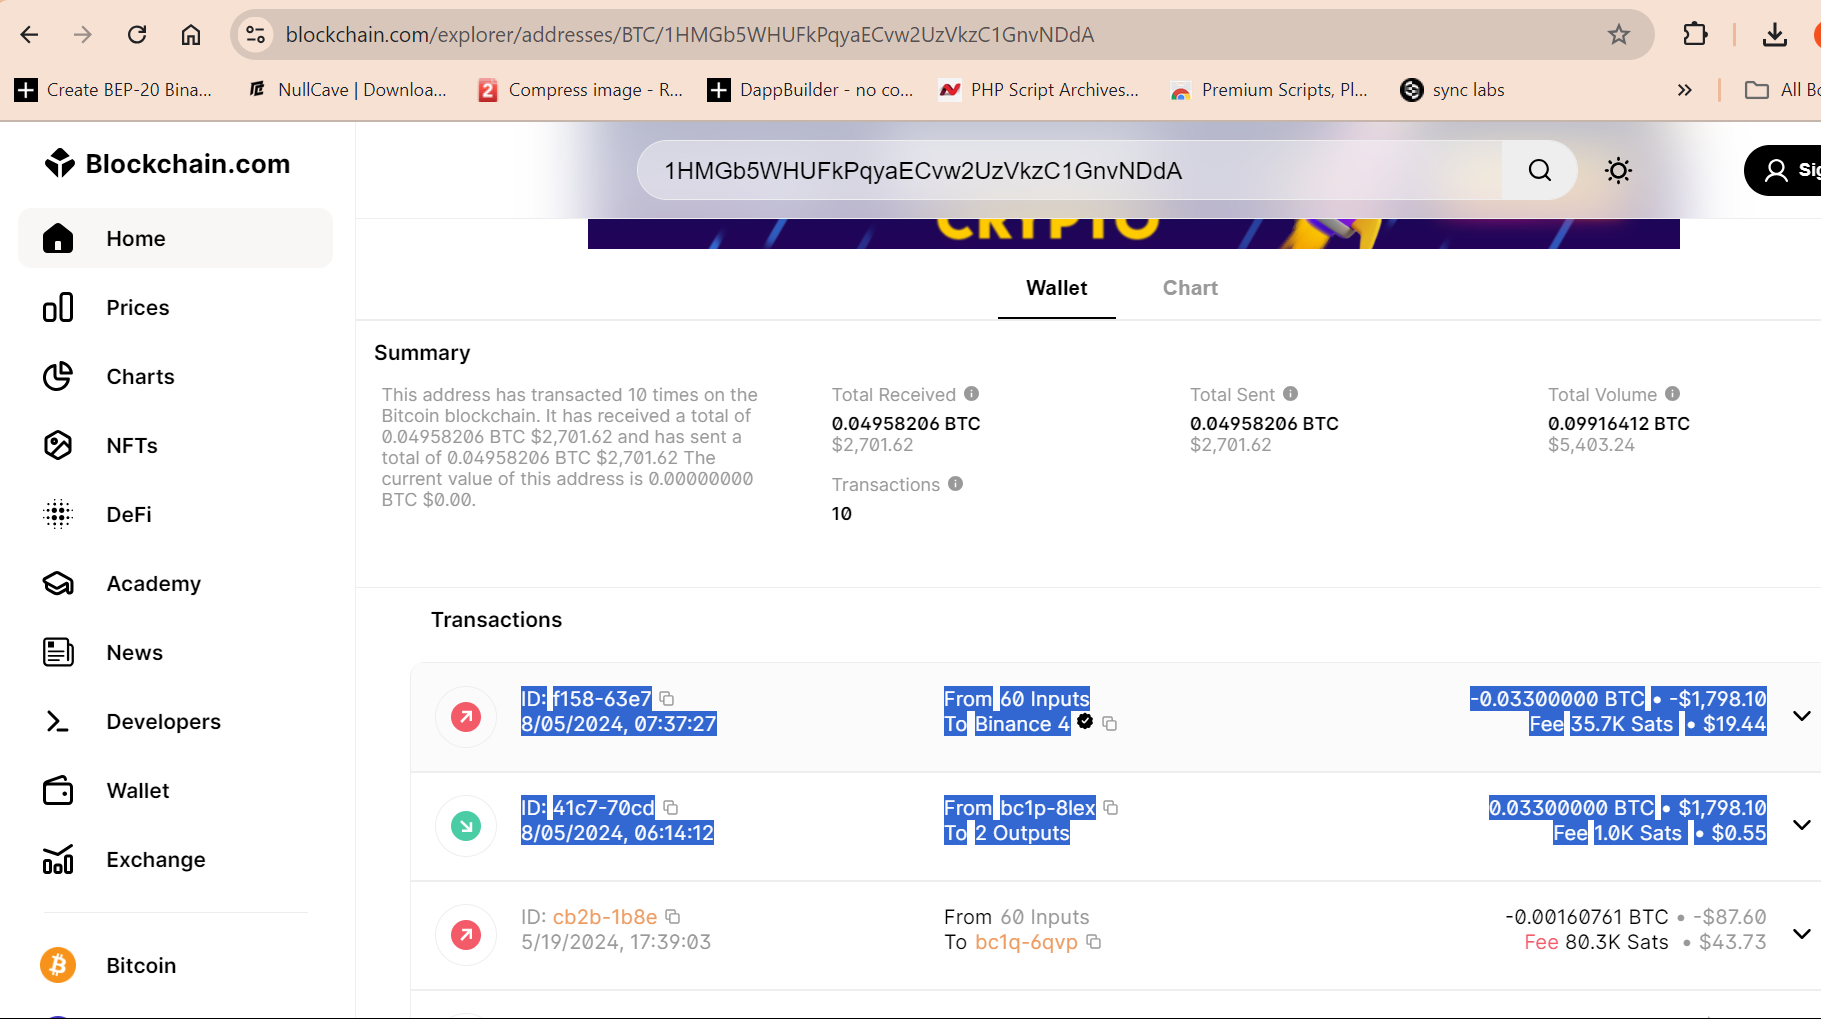 blockchain.com/explorer/addresses/BTC/1HMGb5WHUFkPqyaECvw2UzVkzC1GnvNDdA
Create BEP-20 Bina...
NullCave | Downloa...
Compress image - R...
DappBuilder - no co...
PHP Script Archives...
Premium Scripts, Pl...
sync labs
All Bo
Blockchain.com
1HMGb5WHUFkPqyaECvw2UzVkzC1GnvNDdA
Sig
CRYPTO
Home
Prices
Charts
NFTs
DeFi
Academy
News
Developers
Wallet
Exchange
Bitcoin
Wallet
Chart
Summary
This address has transacted 10 times on the
Bitcoin blockchain. It has received a total of
0.04958206 BTC $2,701.62 and has sent a
total of 0.04958206 BTC $2,701.62 The
current value of this address is 0.00000000
BTC $0.00.
Total Received
0.04958206 BTC
$2,701.62
Total Sent
0.04958206 BTC
$2,701.62
Total Volume
0.09916412 BTC
$5,403.24
Transactions
10
Transactions
ID: f158-63e7
8/05/2024, 07:37:27
From 60 Inputs
To Binance 4
-0.03300000 BTC • -$1,798.10
Fee 35.7K Sats • $19.44
ID: 41c7-70cd
8/05/2024, 06:14:12
From bc1p-8lex
To 2 Outputs
0.03300000 BTC • $1,798.10
Fee 1.0K Sats • $0.55
ID: cb2b-1b8e
5/19/2024, 17:39:03
From 60 Inputs
To bc1q-6qvp
-0.00160761 BTC • -$87.60
Fee 80.3K Sats • $43.73